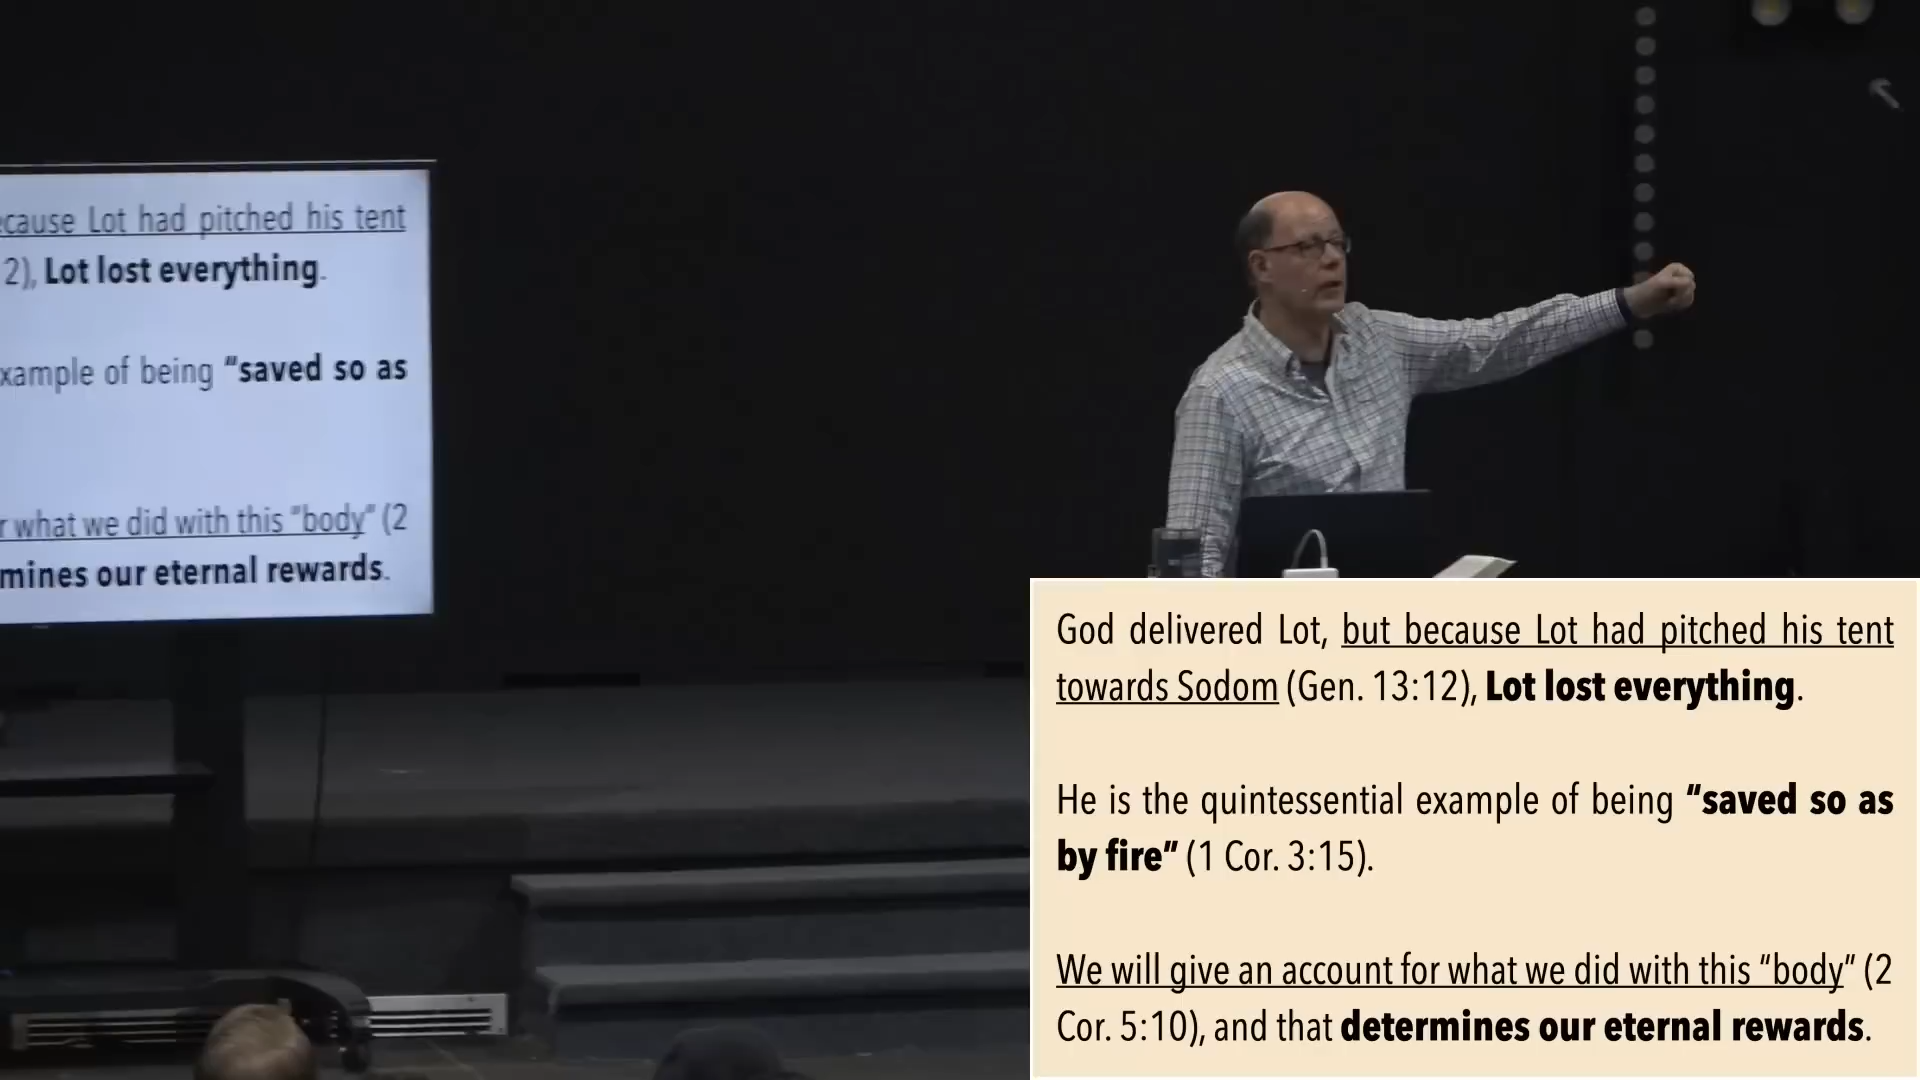 ecause Lot had pitched his tent
2), Lot lost everything.
xample of being “saved so as
r what we did with this “body” (2
mines our eternal rewards.
God delivered Lot, but because Lot had pitched his tent
towards Sodom (Gen. 13:12), Lot lost everything.
He is the quintessential example of being “saved so as
by fire” (1 Cor. 3:15).
We will give an account for what we did with this “body” (2
Cor. 5:10), and that determines our eternal rewards.